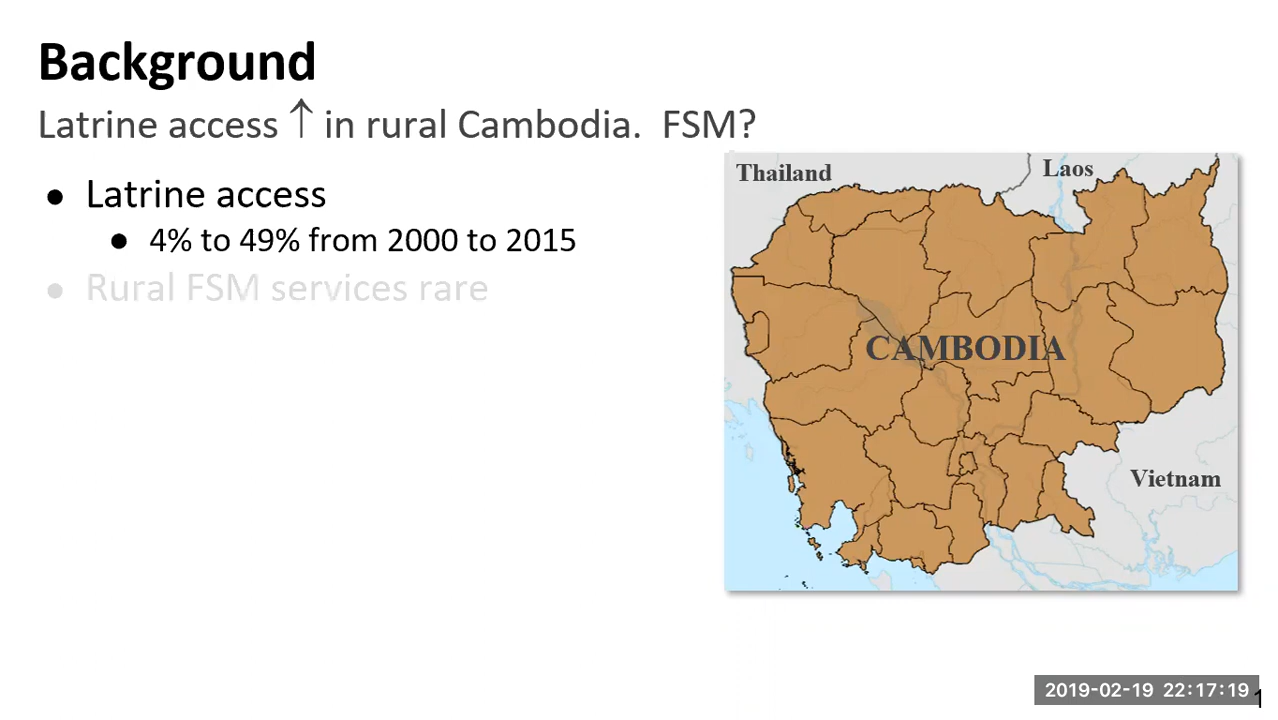 Background
Latrine access ↑ in rural Cambodia.  FSM?
● Latrine access
● 4% to 49% from 2000 to 2015
● Rural FSM services rare
Thailand
Laos
CAMBODIA
Vietnam
2019-02-19 22:17:19
1